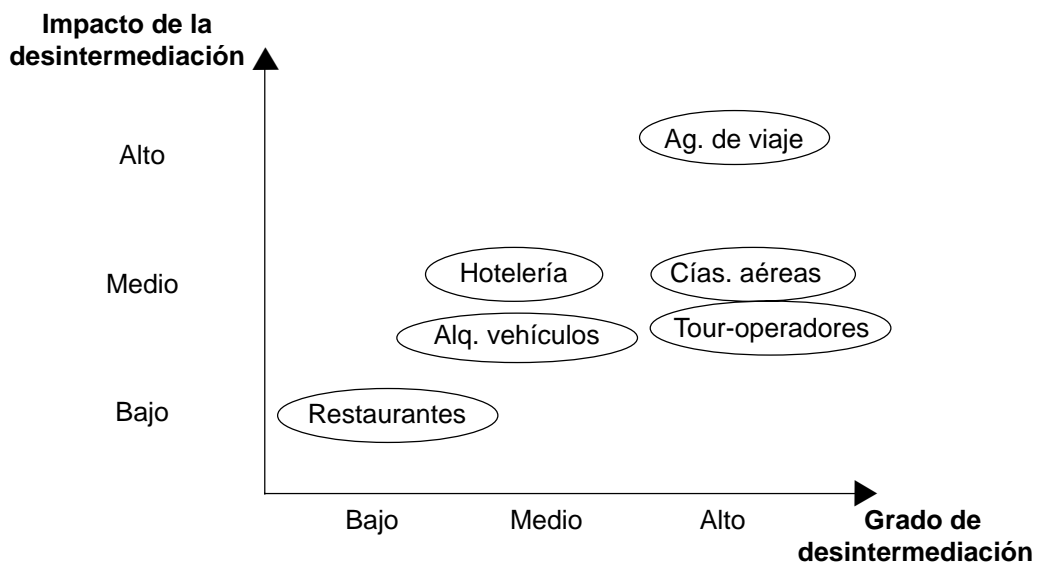 Impacto de la
desintermediación
Alto
Ag. de viaje
Medio
Hotelería
Cías. aéreas
Alq. vehículos
Tour-operadores
Bajo
Restaurantes
Bajo
Medio
Alto
Grado de
desintermediación